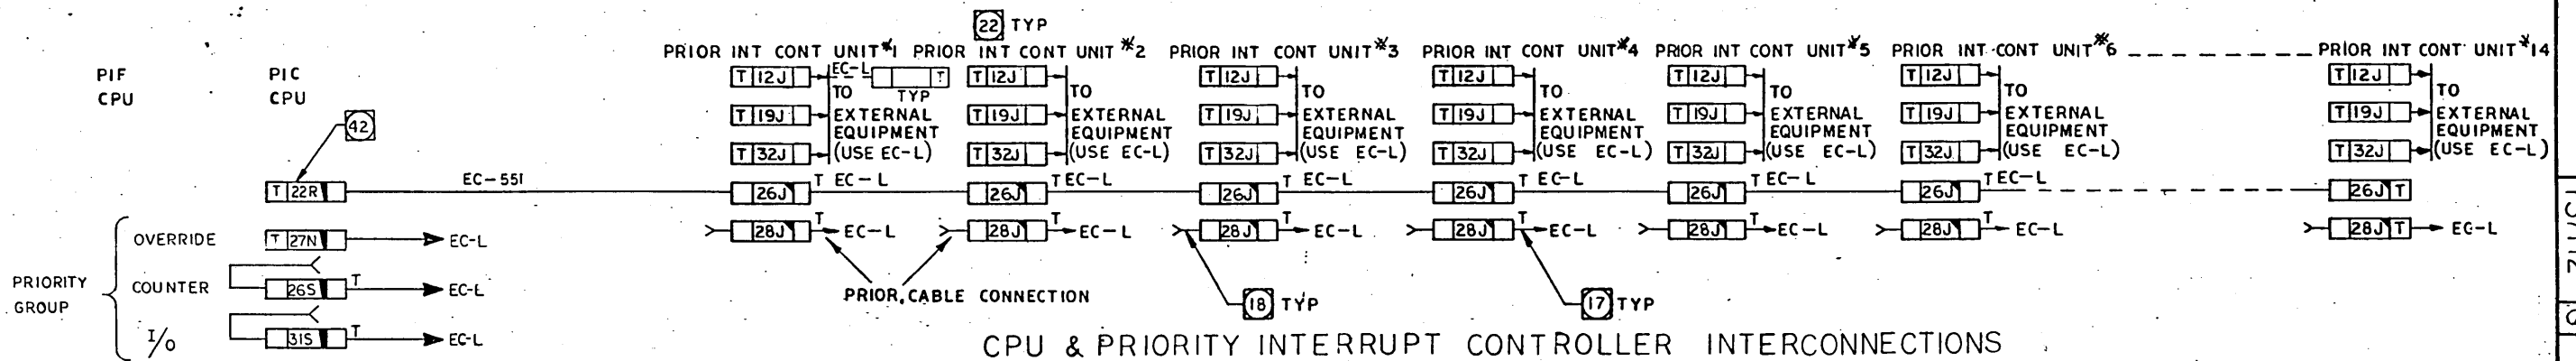 22 TYP
PRIOR INT CONT UNIT #1 PRIOR INT CONT UNIT #2 PRIOR INT CONT UNIT #3 PRIOR INT CONT UNIT #4 PRIOR INT CONT UNIT #5 PRIOR INT CONT UNIT #6 PRIOR INT CONT UNIT #14
PIF CPU
PIC CPU
42
T 12J EC-L T TYP
T 19J
T 32J
TO EXTERNAL EQUIPMENT (USE EC-L)
T 12J
T 19J
T 32J
TO EXTERNAL EQUIPMENT (USE EC-L)
T 12J
T 19J
T 32J
TO EXTERNAL EQUIPMENT (USE EC-L)
T 12J
T 19J
T 32J
TO EXTERNAL EQUIPMENT (USE EC-L)
T 12J
T 19J
T 32J
TO EXTERNAL EQUIPMENT (USE EC-L)
T 12J
T 19J
T 32J
TO EXTERNAL EQUIPMENT (USE EC-L)
T 12J
T 19J
T 32J
TO EXTERNAL EQUIPMENT (USE EC-L)
T 22R EC-551 26J T EC-L 26J T EC-L 26J T EC-L 26J T EC-L 26J T EC-L 26J T EC-L 26J T
28J T EC-L 28J T EC-L 28J T EC-L 28J T EC-L 28J T EC-L 28J T EC-L 28J T EC-L
PRIORITY GROUP
OVERRIDE T 27N EC-L
COUNTER 26S T EC-L
I/O 31S T EC-L
PRIOR, CABLE CONNECTION
18 TYP
17 TYP
CPU & PRIORITY INTERRUPT CONTROLLER INTERCONNECTIONS